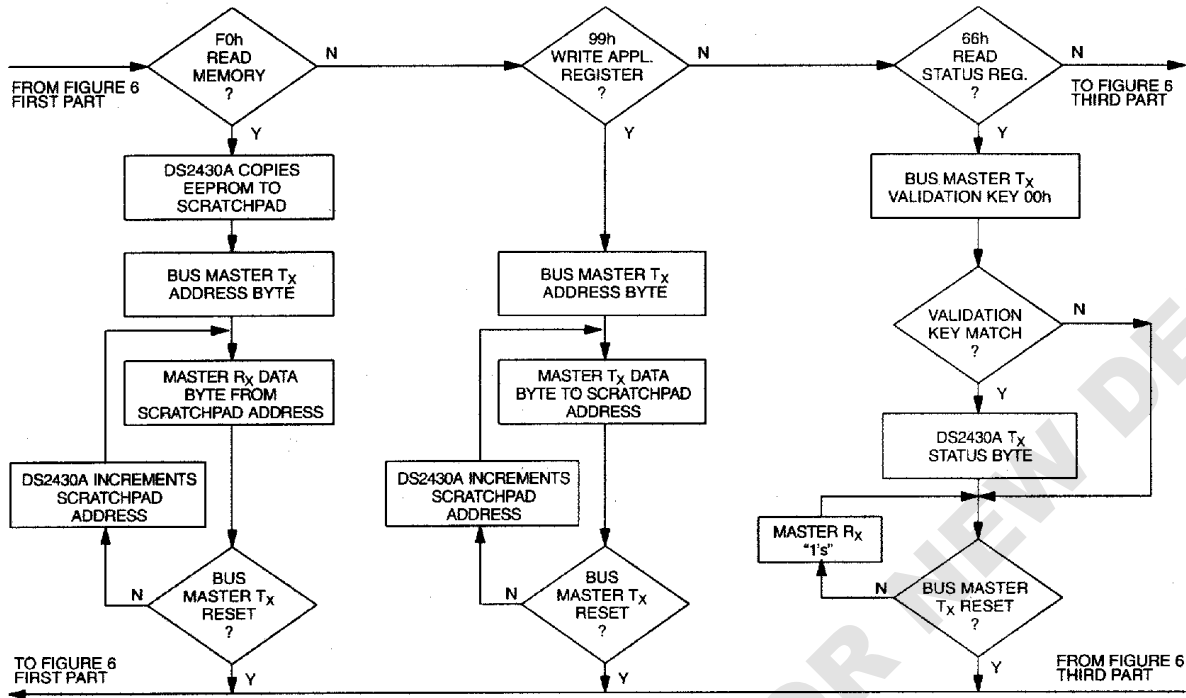 F0h
READ
MEMORY
?
N
99h
WRITE APPL.
REGISTER
?
N
66h
READ
STATUS REG.
?
N
FROM FIGURE 6
FIRST PART
TO FIGURE 6
THIRD PART
Y
Y
Y
DS2430A COPIES
EEPROM TO
SCRATCHPAD
BUS MASTER TX
VALIDATION KEY 00h
BUS MASTER TX
ADDRESS BYTE
BUS MASTER TX
ADDRESS BYTE
VALIDATION
KEY MATCH
?
N
Y
MASTER RX DATA
BYTE FROM
SCRATCHPAD ADDRESS
MASTER TX DATA
BYTE TO SCRATCHPAD
ADDRESS
DS2430A TX
STATUS BYTE
DS2430A INCREMENTS
SCRATCHPAD
ADDRESS
DS2430A INCREMENTS
SCRATCHPAD
ADDRESS
MASTER RX
"1's"
N
BUS
MASTER TX
RESET
?
N
BUS
MASTER TX
RESET
?
N
BUS MASTER
TX RESET
?
Y
Y
Y
TO FIGURE 6
FIRST PART
FROM FIGURE 6
THIRD PART
OR NEW DE